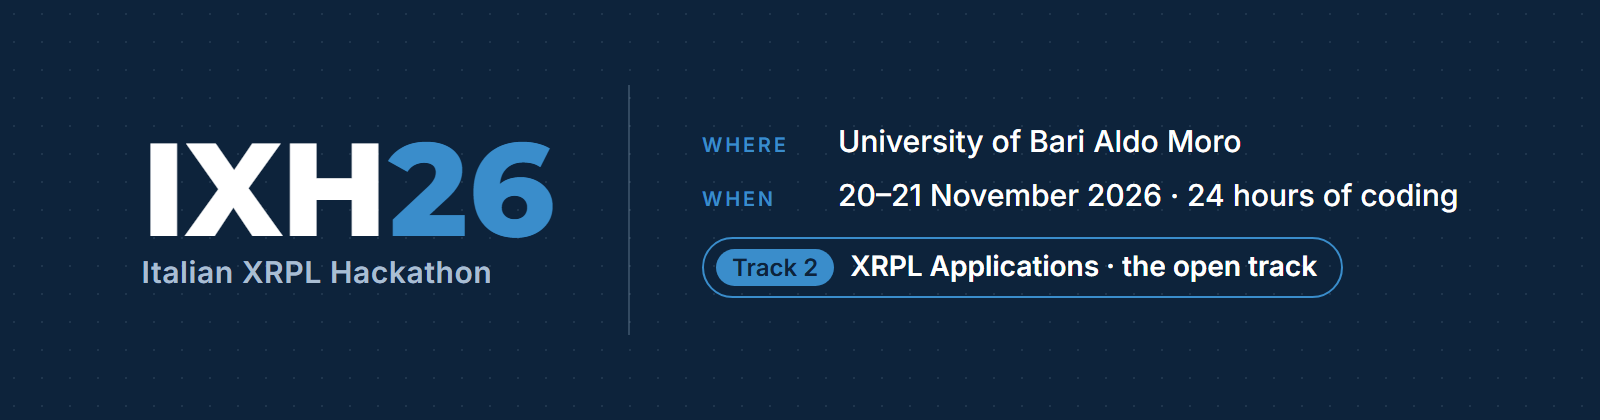 IXH26
Italian XRPL Hackathon
WHERE University of Bari Aldo Moro
WHEN 20–21 November 2026 · 24 hours of coding
Track 2 XRPL Applications · the open track